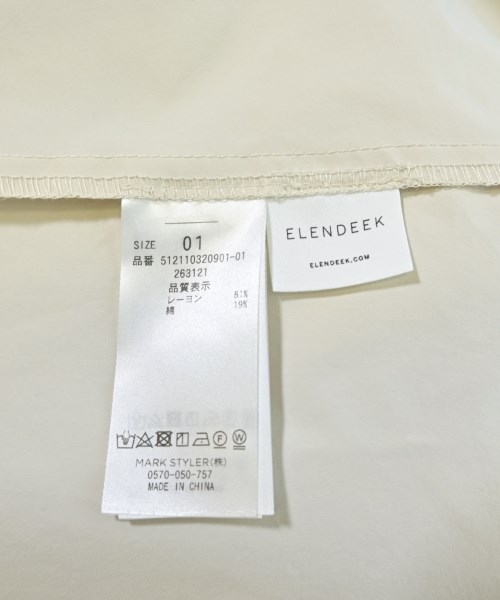 SIZE 01
品番 512110320901-01
263121
品質表示
レーヨン 81%
綿 19%
MARK STYLER(株)
0570-050-757
MADE IN CHINA
ELENDEEK
ELENDEEK.COM